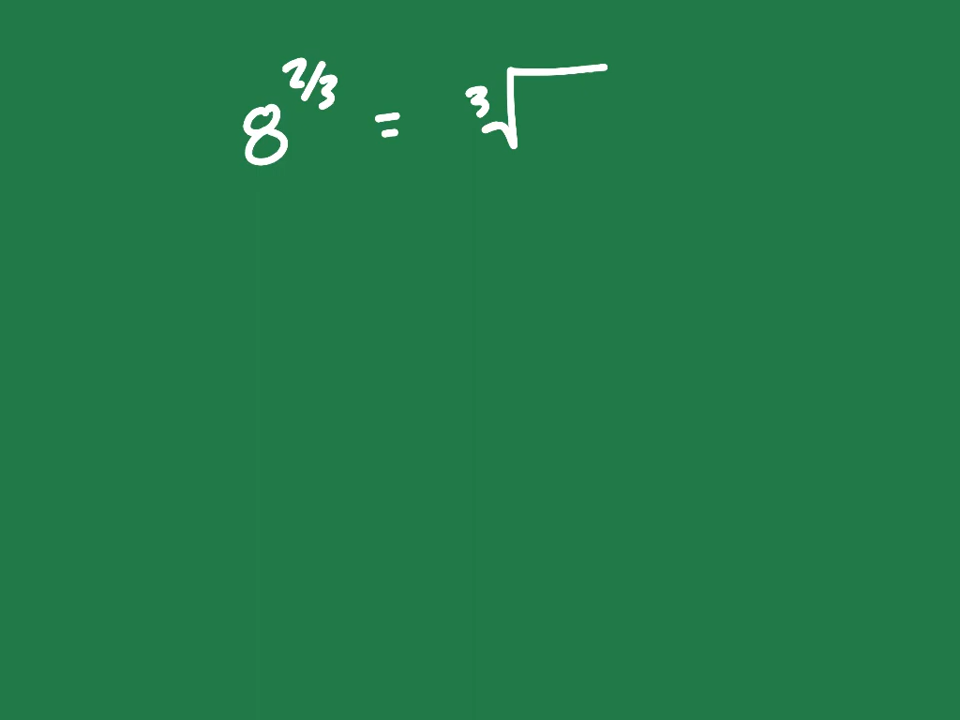 8^{2/3} = ∛